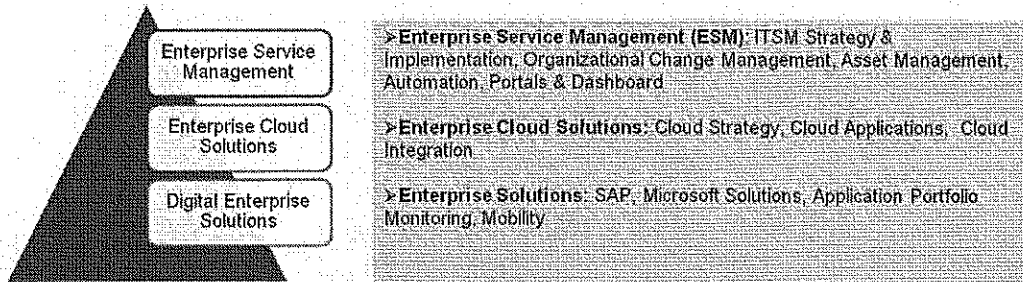 Enterprise Service
Management
Enterprise Cloud
Solutions
Digital Enterprise
Solutions
➢Enterprise Service Management (ESM): ITSM Strategy &
Implementation, Organizational Change Management, Asset Management,
Automation, Portals & Dashboard
➢Enterprise Cloud Solutions: Cloud Strategy, Cloud Applications, Cloud
Integration
➢Enterprise Solutions: SAP, Microsoft Solutions, Application Portfolio
Monitoring, Mobility